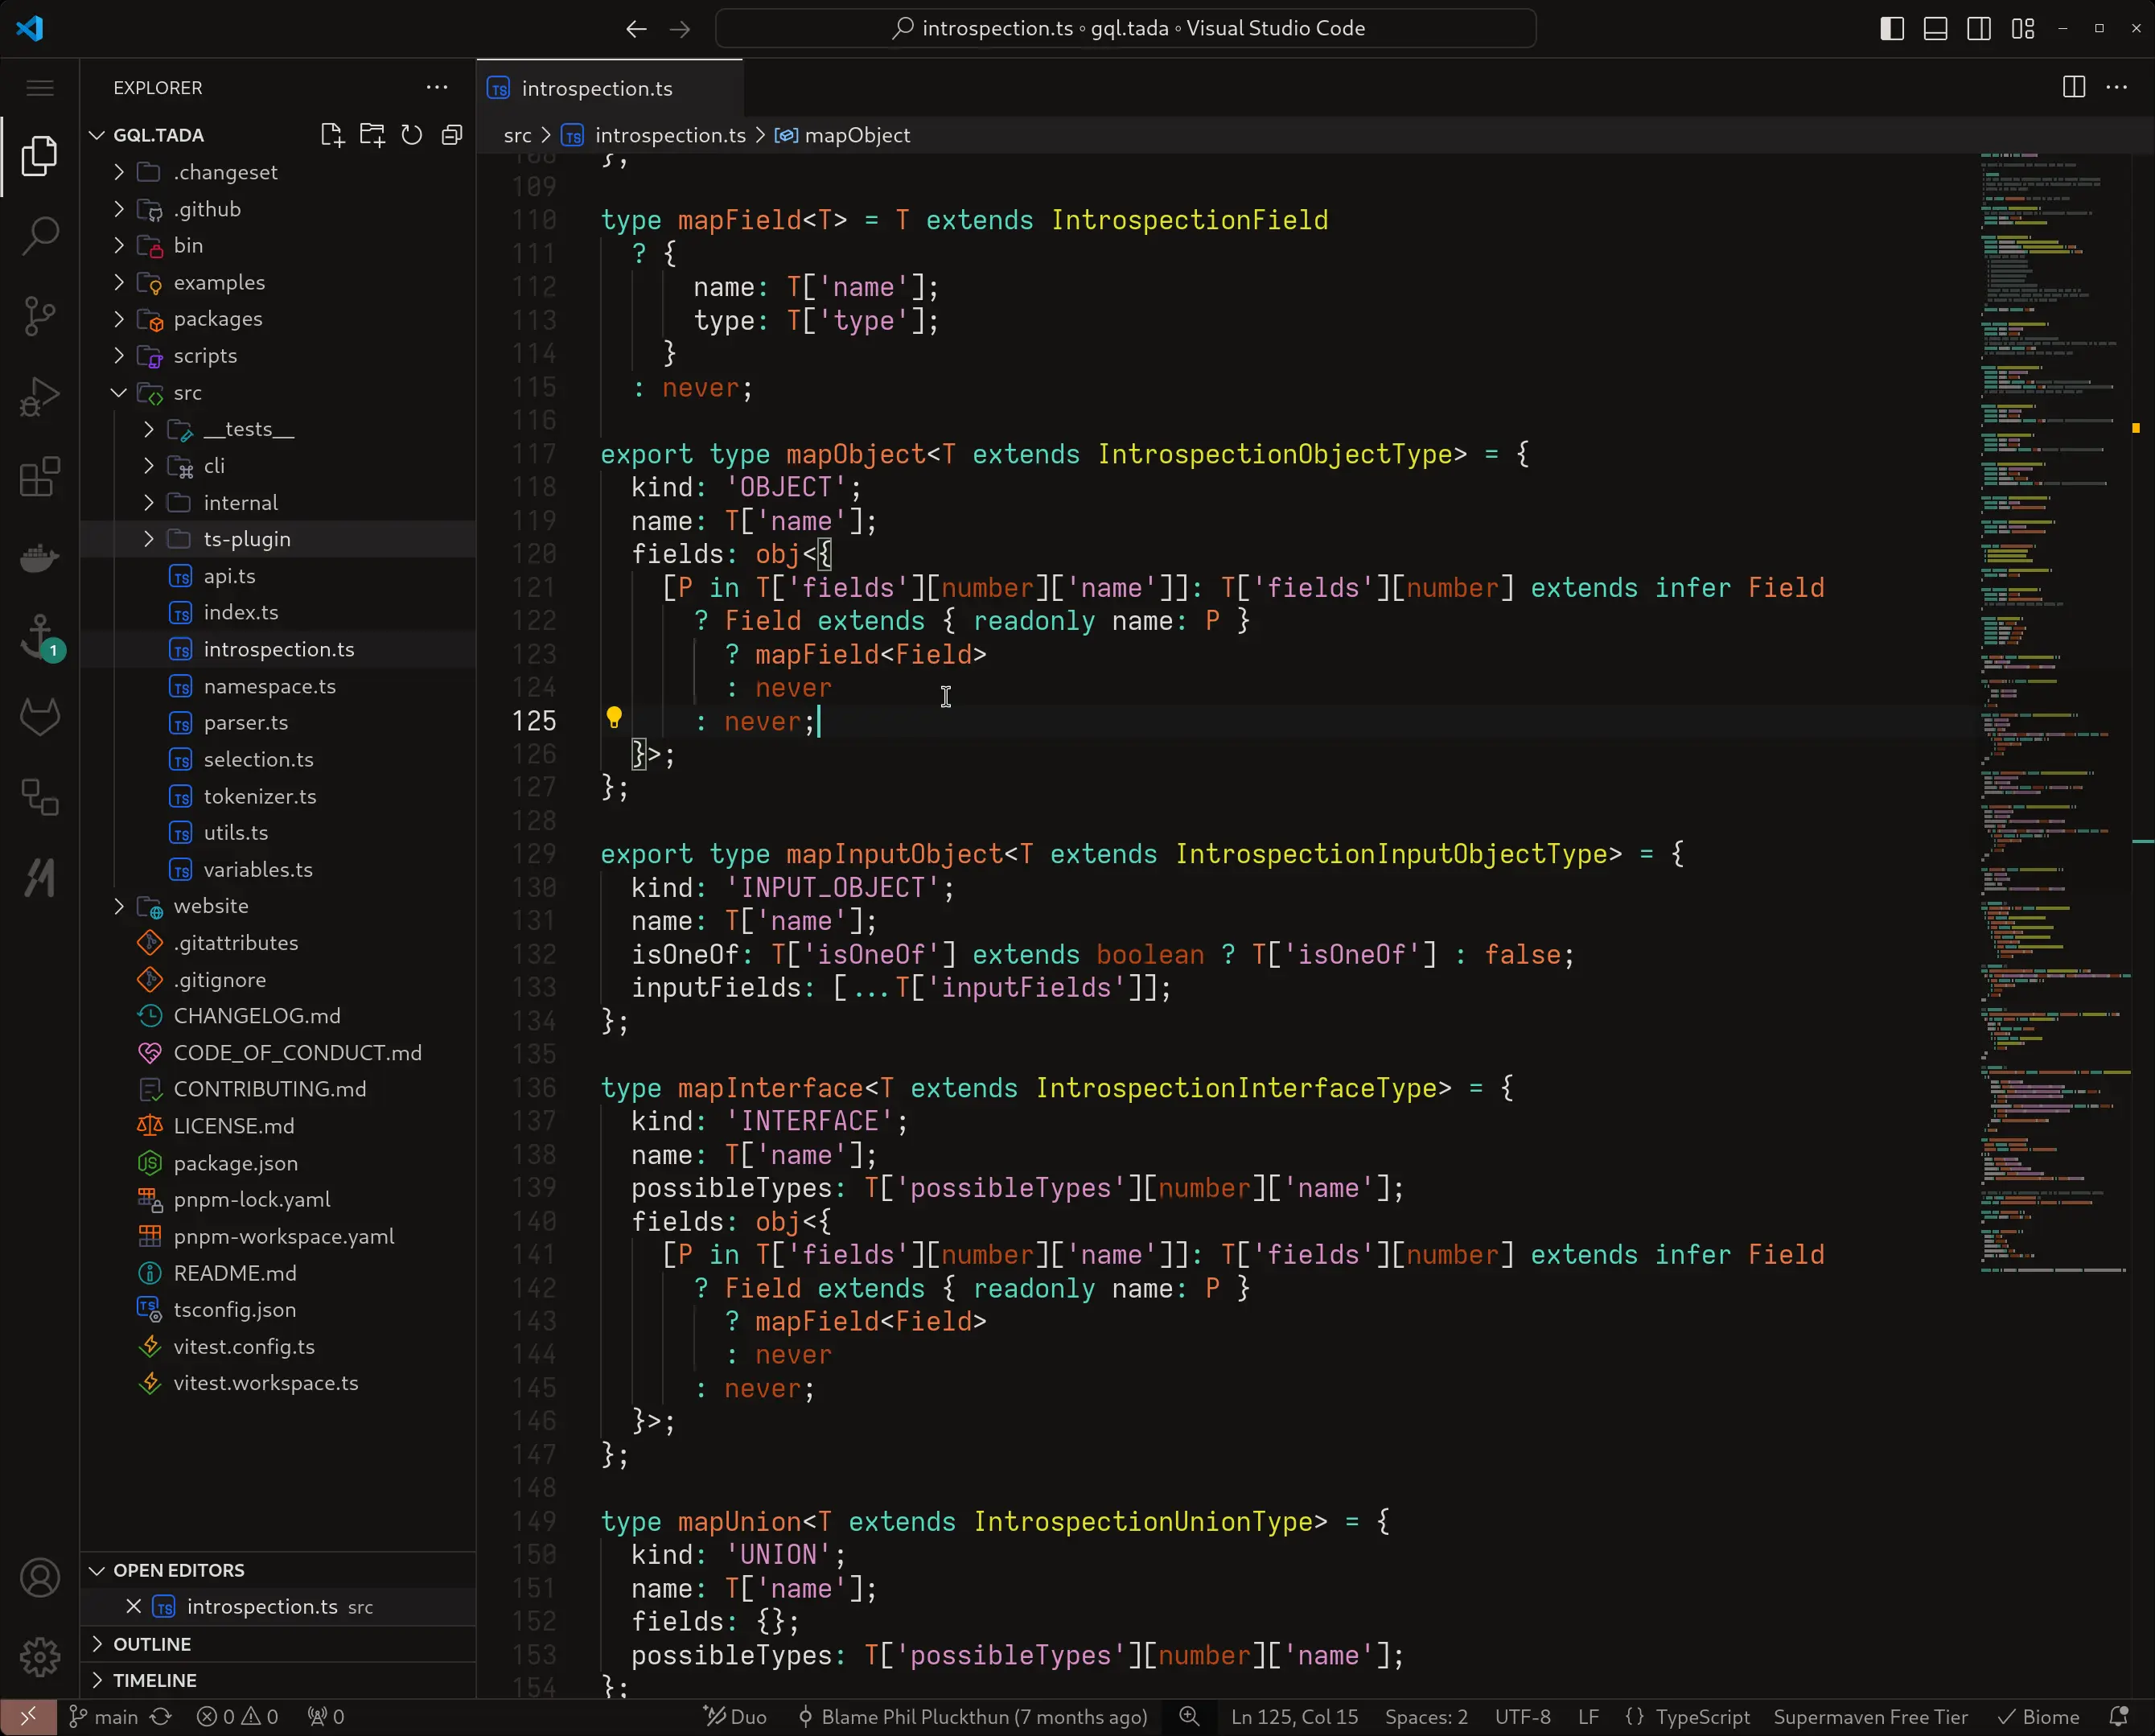 introspection.ts ◦ gql.tada ◦ Visual Studio Code
EXPLORER
GQL.TADA
.changeset
.github
bin
examples
packages
scripts
src
__tests__
cli
internal
ts-plugin
api.ts
index.ts
introspection.ts
namespace.ts
parser.ts
selection.ts
tokenizer.ts
utils.ts
variables.ts
website
.gitattributes
.gitignore
CHANGELOG.md
CODE_OF_CONDUCT.md
CONTRIBUTING.md
LICENSE.md
package.json
pnpm-lock.yaml
pnpm-workspace.yaml
README.md
tsconfig.json
vitest.config.ts
vitest.workspace.ts
OPEN EDITORS
introspection.ts src
OUTLINE
TIMELINE
1
introspection.ts
src > introspection.ts > mapObject
108 };
109
110 type mapField<T> = T extends IntrospectionField
111   ? {
112       name: T['name'];
113       type: T['type'];
114     }
115   : never;
116
117 export type mapObject<T extends IntrospectionObjectType> = {
118   kind: 'OBJECT';
119   name: T['name'];
120   fields: obj<{
121     [P in T['fields'][number]['name']]: T['fields'][number] extends infer Field
122       ? Field extends { readonly name: P }
123         ? mapField<Field>
124         : never
125       : never;
126   }>;
127 };
128
129 export type mapInputObject<T extends IntrospectionInputObjectType> = {
130   kind: 'INPUT_OBJECT';
131   name: T['name'];
132   isOneOf: T['isOneOf'] extends boolean ? T['isOneOf'] : false;
133   inputFields: [...T['inputFields']];
134 };
135
136 type mapInterface<T extends IntrospectionInterfaceType> = {
137   kind: 'INTERFACE';
138   name: T['name'];
139   possibleTypes: T['possibleTypes'][number]['name'];
140   fields: obj<{
141     [P in T['fields'][number]['name']]: T['fields'][number] extends infer Field
142       ? Field extends { readonly name: P }
143         ? mapField<Field>
144         : never
145       : never;
146   }>;
147 };
148
149 type mapUnion<T extends IntrospectionUnionType> = {
150   kind: 'UNION';
151   name: T['name'];
152   fields: {};
153   possibleTypes: T['possibleTypes'][number]['name'];
154 };
main 0 0 0 Duo Blame Phil Pluckthun (7 months ago) Ln 125, Col 15 Spaces: 2 UTF-8 LF {} TypeScript Supermaven Free Tier Biome